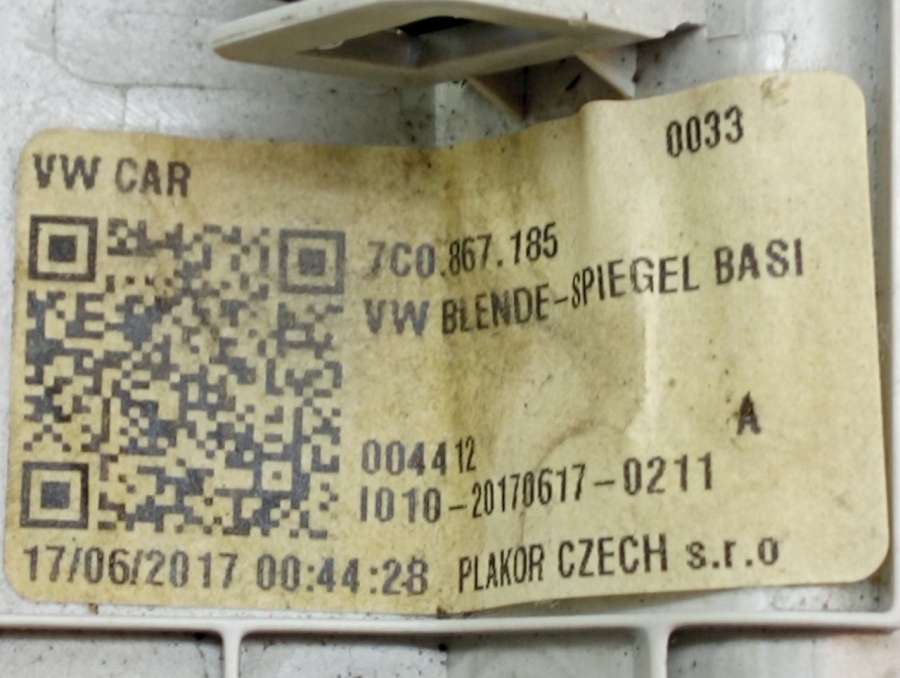 0033
VW CAR
7C0.867.185
VW BLENDE-SPIEGEL BASI
A
004412
I010-20170617-0211
17/06/2017 00:44:28 PLAKOR CZECH s.r.o